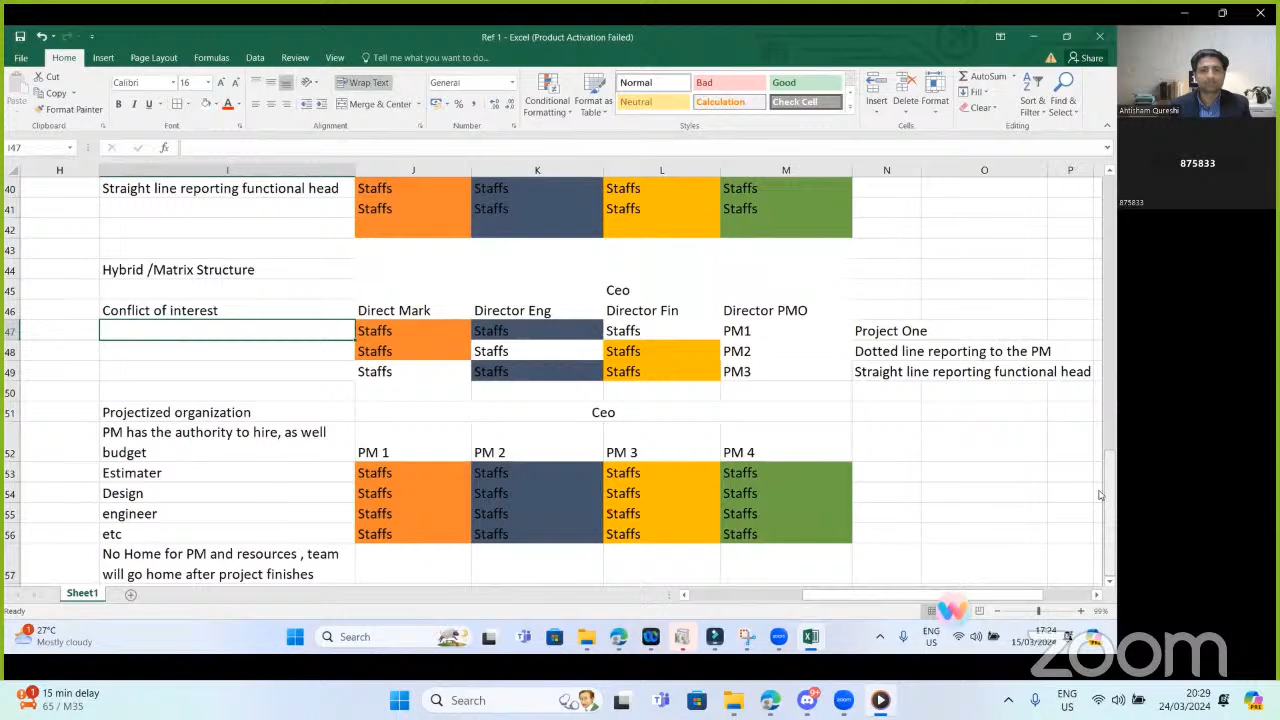 Ref 1 - Excel (Product Activation Failed)
File Home Insert Page Layout Formulas Data Review View Tell me what you want to do... Share
Cut
Copy
Format Painter
Paste
Clipboard
Calibri 16
B I U A A
Font
Wrap Text
Merge & Center
Alignment
General
Number
Conditional Formatting
Format as Table
Normal Bad Good
Neutral Calculation Check Cell
Styles
Insert Delete Format
Cells
AutoSum
Fill
Clear
Sort & Filter
Find & Select
Editing
I47 fx
H I J K L M N O P
40 Straight line reporting functional head Staffs Staffs Staffs Staffs
41 Staffs Staffs Staffs Staffs
42
43
44 Hybrid /Matrix Structure
45 Ceo
46 Conflict of interest Direct Mark Director Eng Director Fin Director PMO
47 Staffs Staffs Staffs PM1 Project One
48 Staffs Staffs Staffs PM2 Dotted line reporting to the PM
49 Staffs Staffs Staffs PM3 Straight line reporting functional head
50
51 Projectized organization Ceo
PM has the authority to hire, as well
52 budget PM 1 PM 2 PM 3 PM 4
53 Estimater Staffs Staffs Staffs Staffs
54 Design Staffs Staffs Staffs Staffs
55 engineer Staffs Staffs Staffs Staffs
56 etc Staffs Staffs Staffs Staffs
No Home for PM and resources , team
57 will go home after project finishes
Sheet1
Ready 99%
27°C
Mostly cloudy
Search
ENG
US
17:24
15/03/2024
Ahtisham Qureshi
875833
875833
zoom
15 min delay
65 / M35
Search
ENG
US
20:29
24/03/2024